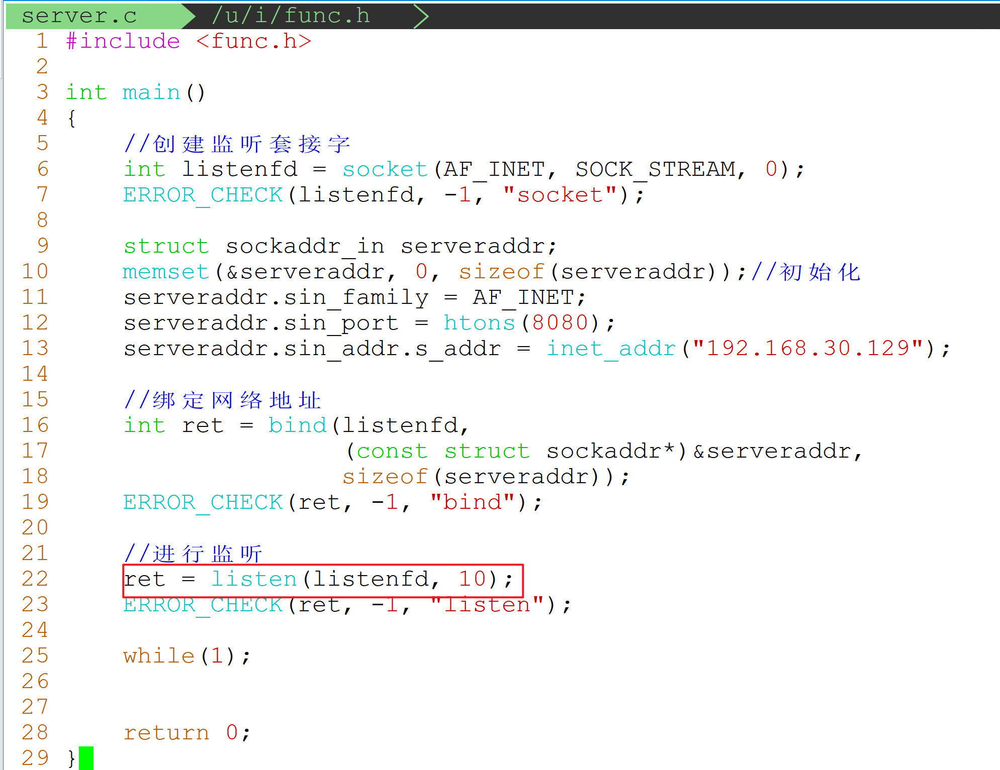 server.c /u/i/func.h
1 #include <func.h>
2
3 int main()
4 {
5 //创建监听套接字
6 int listenfd = socket(AF_INET, SOCK_STREAM, 0);
7 ERROR_CHECK(listenfd, -1, "socket");
8
9 struct sockaddr_in serveraddr;
10 memset(&serveraddr, 0, sizeof(serveraddr));//初始化
11 serveraddr.sin_family = AF_INET;
12 serveraddr.sin_port = htons(8080);
13 serveraddr.sin_addr.s_addr = inet_addr("192.168.30.129");
14
15 //绑定网络地址
16 int ret = bind(listenfd,
17 (const struct sockaddr*)&serveraddr,
18 sizeof(serveraddr));
19 ERROR_CHECK(ret, -1, "bind");
20
21 //进行监听
22 ret = listen(listenfd, 10);
23 ERROR_CHECK(ret, -1, "listen");
24
25 while(1);
26
27
28 return 0;
29 }